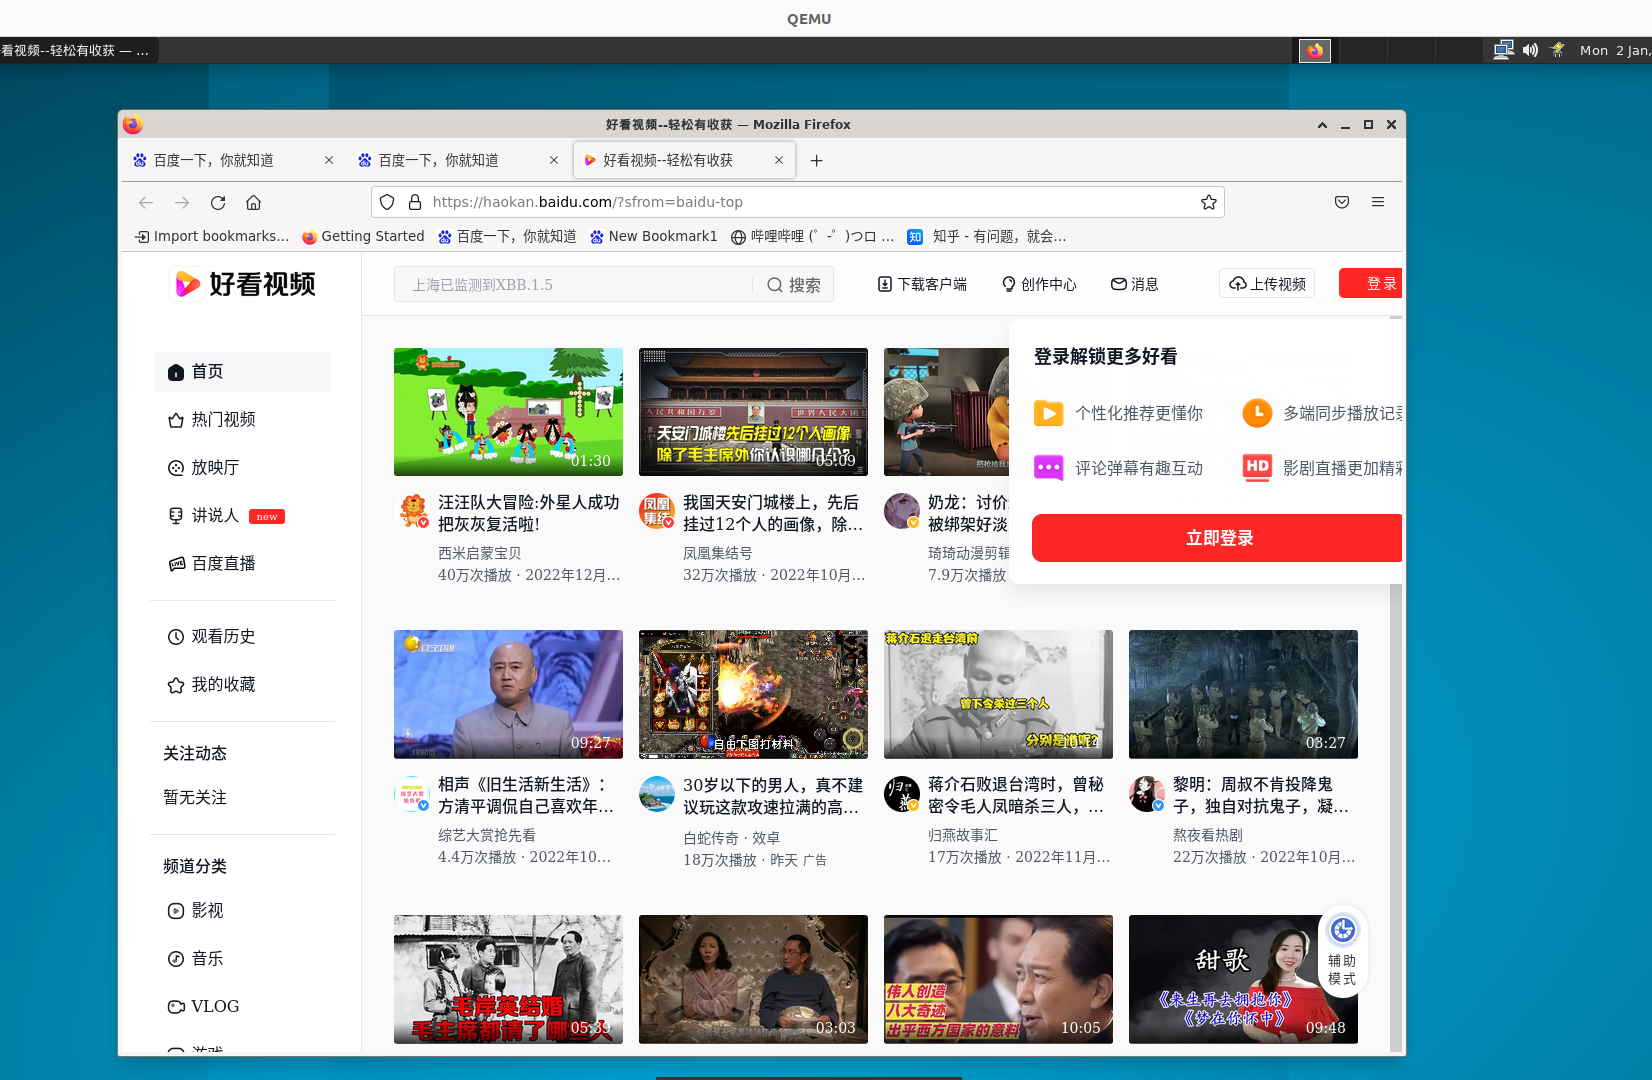 QEMU
看视频--轻松有收获 — ...
Mon 2 Jan,
好看视频--轻松有收获 — Mozilla Firefox
百度一下，你就知道
百度一下，你就知道
好看视频--轻松有收获
https://haokan.baidu.com/?sfrom=baidu-top
Import bookmarks...
Getting Started
百度一下，你就知道
New Bookmark1
哔哩哔哩 (゜-゜)つロ ...
知 知乎 - 有问题，就会...
好看视频
上海已监测到XBB.1.5
搜索
下载客户端
创作中心
消息
上传视频
登录
首页
热门视频
放映厅
讲说人 new
百度直播
观看历史
我的收藏
关注动态
暂无关注
频道分类
影视
音乐
VLOG
游戏
登录解锁更多好看
个性化推荐更懂你
多端同步播放记录
评论弹幕有趣互动
HD 影剧直播更加精彩
立即登录
01:30
汪汪队大冒险:外星人成功
把灰灰复活啦!
西米启蒙宝贝
40万次播放 · 2022年12月...
天安门城楼先后挂过12个人画像
除了毛主席外你认识哪几个?
05:09
凤凰集结
我国天安门城楼上，先后
挂过12个人的画像，除...
凤凰集结号
32万次播放 · 2022年10月...
奶龙：讨价
被绑架好淡
琦琦动漫剪辑
7.9万次播放
09:27
相声《旧生活新生活》：
方清平调侃自己喜欢年...
综艺大赏抢先看
4.4万次播放 · 2022年10...
自由下图打材料
30岁以下的男人，真不建
议玩这款攻速拉满的高...
白蛇传奇 · 效卓
18万次播放 · 昨天 广告
蒋介石退走台湾前
曾下令杀过三个人
分别是谁呢?
蒋介石败退台湾时，曾秘
密令毛人凤暗杀三人，...
归燕故事汇
17万次播放 · 2022年11月...
03:27
黎明：周叔不肯投降鬼
子，独自对抗鬼子，凝...
熬夜看热剧
22万次播放 · 2022年10月...
毛岸英结婚
毛主席都请了哪些人
05:39
03:03
伟人创造
八大奇迹
出乎西方国家的意料
10:05
甜歌
《来生再去拥抱你》
《梦在你怀中》
09:48
辅助
模式